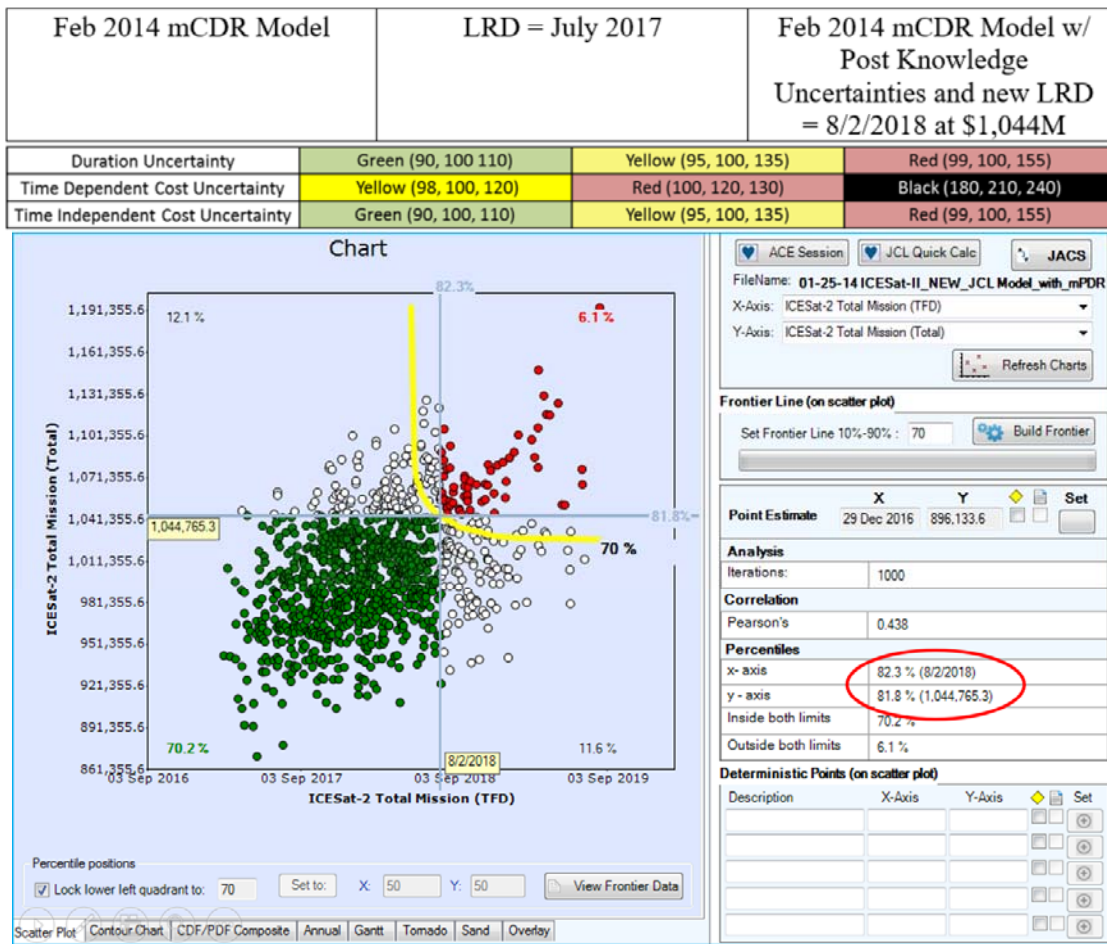 Feb 2014 mCDR Model
LRD = July 2017
Feb 2014 mCDR Model w/
Post Knowledge
Uncertainties and new LRD
= 8/2/2018 at $1,044M
Duration Uncertainty Green (90, 100 110) Yellow (95, 100, 135) Red (99, 100, 155)
Time Dependent Cost Uncertainty Yellow (98, 100, 120) Red (100, 120, 130) Black (180, 210, 240)
Time Independent Cost Uncertainty Green (90, 100, 110) Yellow (95, 100, 135) Red (99, 100, 155)
Chart
82.3%
1,191,355.6
12.1 %
6.1 %
1,161,355.6
1,131,355.6
1,101,355.6
1,071,355.6
1,041,355.6
1,044,765.3
81.8%
70 %
1,011,355.6
981,355.6
951,355.6
921,355.6
891,355.6
861,355.6
70.2 %
11.6 %
8/2/2018
ICESat-2 Total Mission (Total)
03 Sep 2016 03 Sep 2017 03 Sep 2018 03 Sep 2019
ICESat-2 Total Mission (TFD)
Percentile positions
Lock lower left quadrant to: 70 Set to: X: 50 Y: 50 View Frontier Data
Scatter Plot Contour Chart CDF/PDF Composite Annual Gantt Tornado Sand Overlay
ACE Session JCL Quick Calc JACS
FileName: 01-25-14 ICESat-II_NEW_JCL Model_with_mPDR
X-Axis: ICESat-2 Total Mission (TFD)
Y-Axis: ICESat-2 Total Mission (Total)
Refresh Charts
Frontier Line (on scatter plot)
Set Frontier Line 10%-90% : 70 Build Frontier
X Y Set
Point Estimate 29 Dec 2016 896,133.6
Analysis
Iterations: 1000
Correlation
Pearson's 0.438
Percentiles
x- axis 82.3 % (8/2/2018)
y - axis 81.8 % (1,044,765.3)
Inside both limits 70.2 %
Outside both limits 6.1 %
Deterministic Points (on scatter plot)
Description X-Axis Y-Axis Set